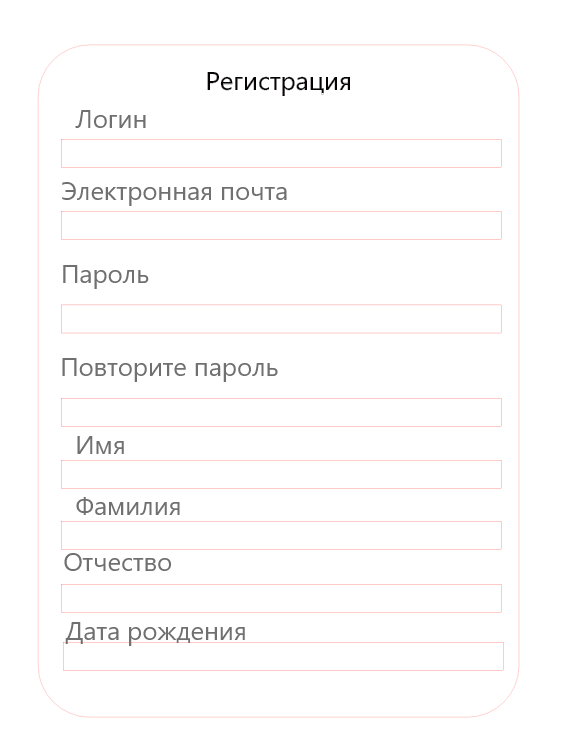 Регистрация
Логин
Электронная почта
Пароль
Повторите пароль
Имя
Фамилия
Отчество
Дата рождения